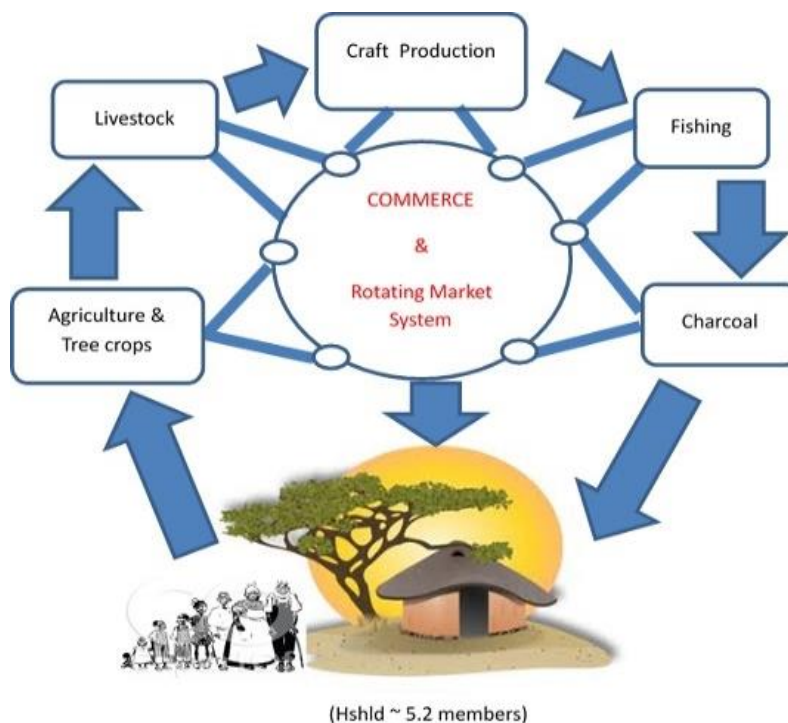 Craft Production
Livestock
Fishing
COMMERCE
&
Rotating Market
System
Agriculture &
Tree crops
Charcoal
(Hshld ~ 5.2 members)